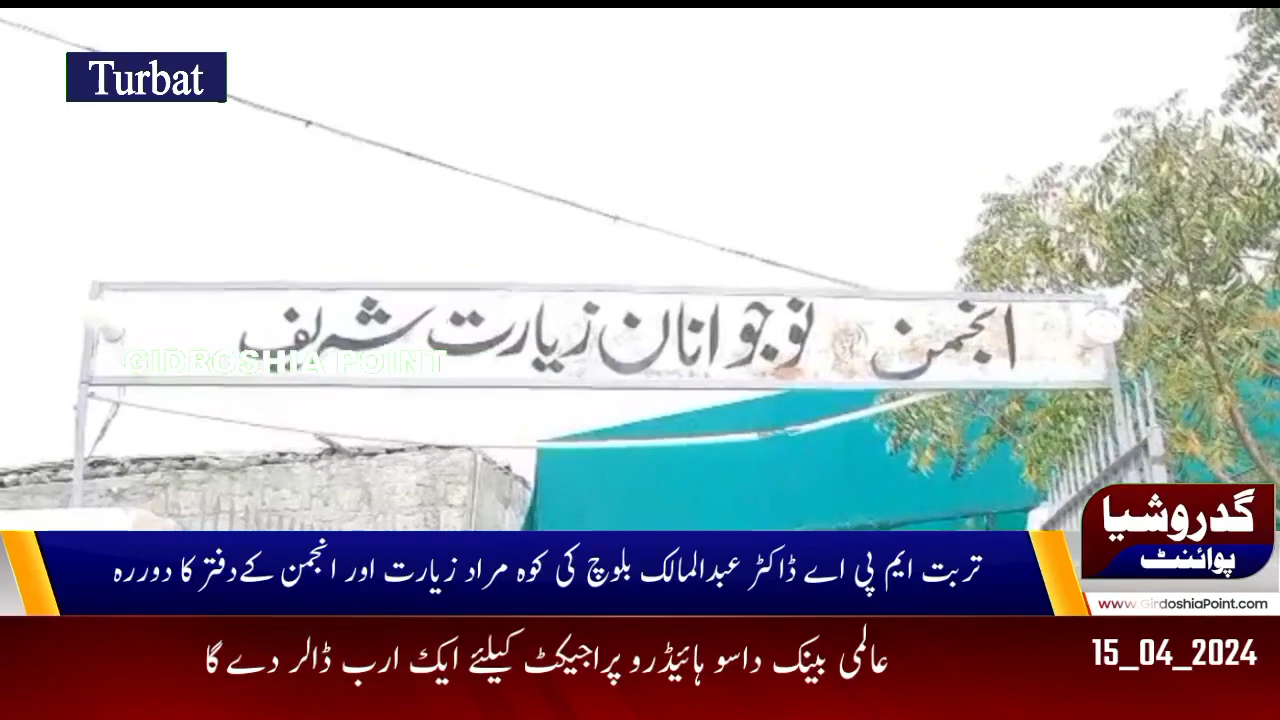 Turbat
انجمن نوجوانان زیارت شریف
GIDROSHIA POINT
گدروشیا
پوائنٹ
تربت ایم پی اے ڈاکٹر عبدالمالک بلوچ کی کوہ مراد زیارت اور انجمن کے دفتر کا دوررہ
www.GirdoshiaPoint.com
عالمی بینک داسو ہائیڈرو پراجیکٹ کیلئے ایک ارب ڈالر دے گا
15_04_2024